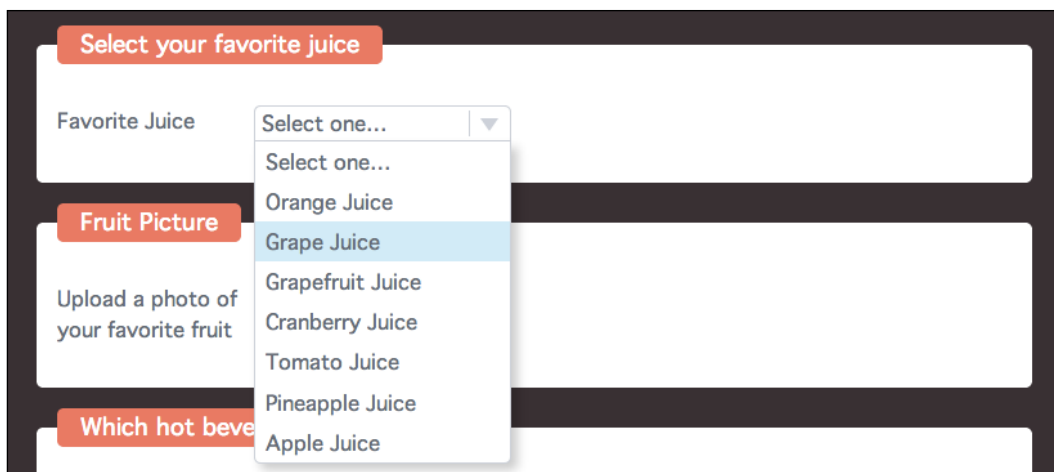 Select your favorite juice
Favorite Juice
Select one...
Select one...
Orange Juice
Grape Juice
Grapefruit Juice
Cranberry Juice
Tomato Juice
Pineapple Juice
Apple Juice
Fruit Picture
Upload a photo of
your favorite fruit
Which hot